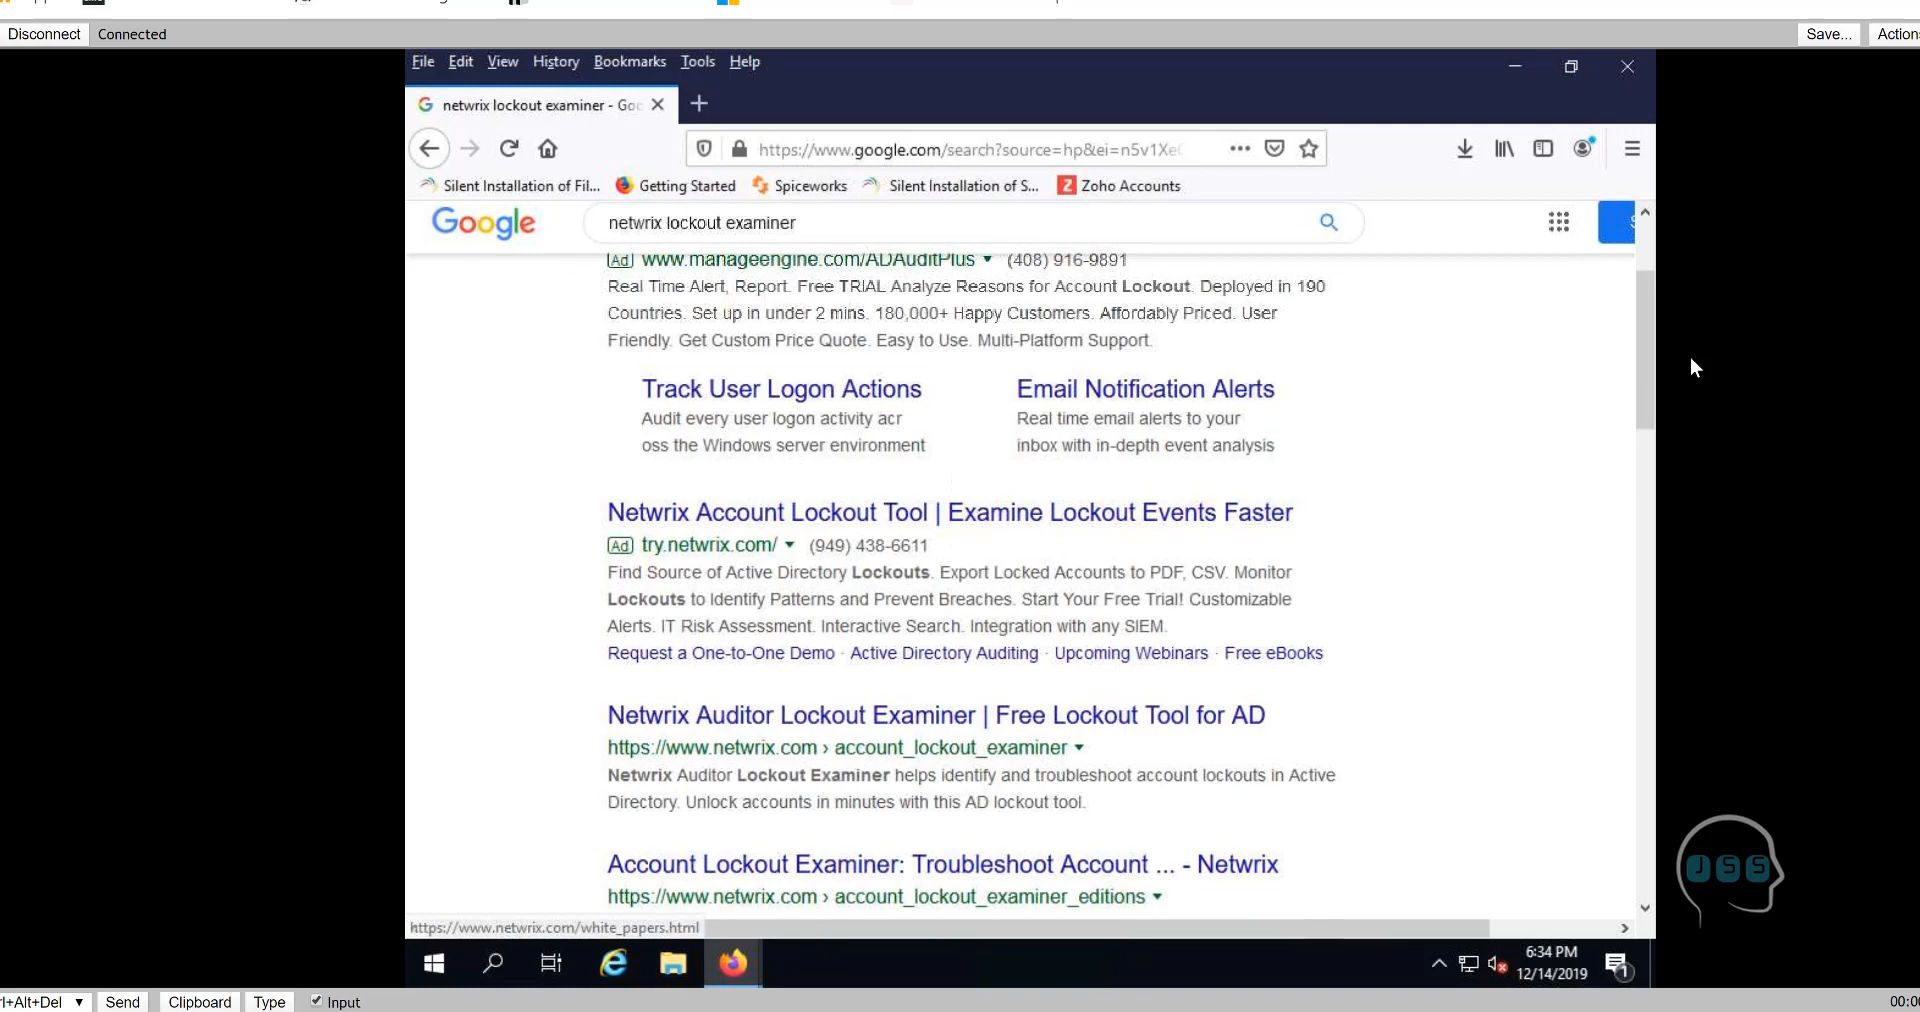 Disconnect Connected Save... Action
File Edit View History Bookmarks Tools Help
netwrix lockout examiner - Goo
https://www.google.com/search?source=hp&ei=n5v1Xe
Silent Installation of Fil... Getting Started Spiceworks Silent Installation of S... Zoho Accounts
Google netwrix lockout examiner
Ad www.manageengine.com/ADAuditPlus (408) 916-9891
Real Time Alert, Report. Free TRIAL Analyze Reasons for Account Lockout. Deployed in 190
Countries. Set up in under 2 mins. 180,000+ Happy Customers. Affordably Priced. User
Friendly. Get Custom Price Quote. Easy to Use. Multi-Platform Support.
Track User Logon Actions Email Notification Alerts
Audit every user logon activity acr Real time email alerts to your
oss the Windows server environment inbox with in-depth event analysis
Netwrix Account Lockout Tool | Examine Lockout Events Faster
Ad try.netwrix.com/ (949) 438-6611
Find Source of Active Directory Lockouts. Export Locked Accounts to PDF, CSV. Monitor
Lockouts to Identify Patterns and Prevent Breaches. Start Your Free Trial! Customizable
Alerts. IT Risk Assessment. Interactive Search. Integration with any SIEM.
Request a One-to-One Demo · Active Directory Auditing · Upcoming Webinars · Free eBooks
Netwrix Auditor Lockout Examiner | Free Lockout Tool for AD
https://www.netwrix.com › account_lockout_examiner
Netwrix Auditor Lockout Examiner helps identify and troubleshoot account lockouts in Active
Directory. Unlock accounts in minutes with this AD lockout tool.
JSS
Account Lockout Examiner: Troubleshoot Account ... - Netwrix
https://www.netwrix.com › account_lockout_examiner_editions
https://www.netwrix.com/white_papers.html
6:34 PM
12/14/2019
1
l+Alt+Del Send Clipboard Type Input 00:0